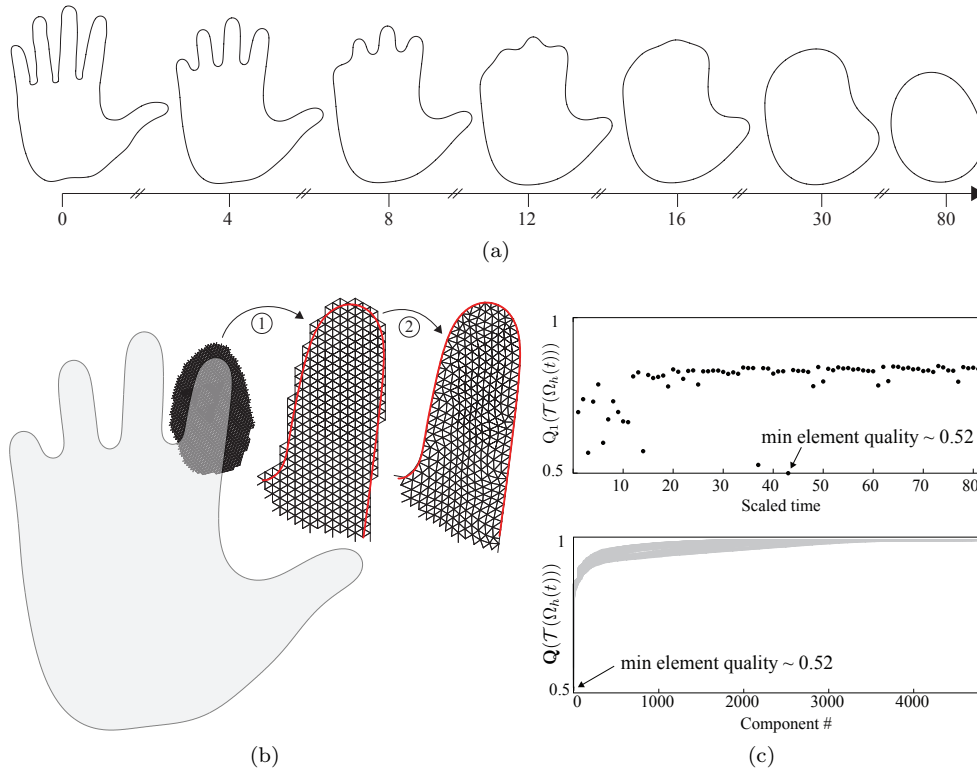 0 4 8 12 16 30 80
(a)
1 2
(b)
1
Q₁(𝒯(Ωₕ(t)))
min element quality ~ 0.52
0.5
10 20 30 40 50 60 70 80
Scaled time
1
Q(𝒯(Ωₕ(t)))
min element quality ~ 0.52
0.5
0 1000 2000 3000 4000
Component #
(c)